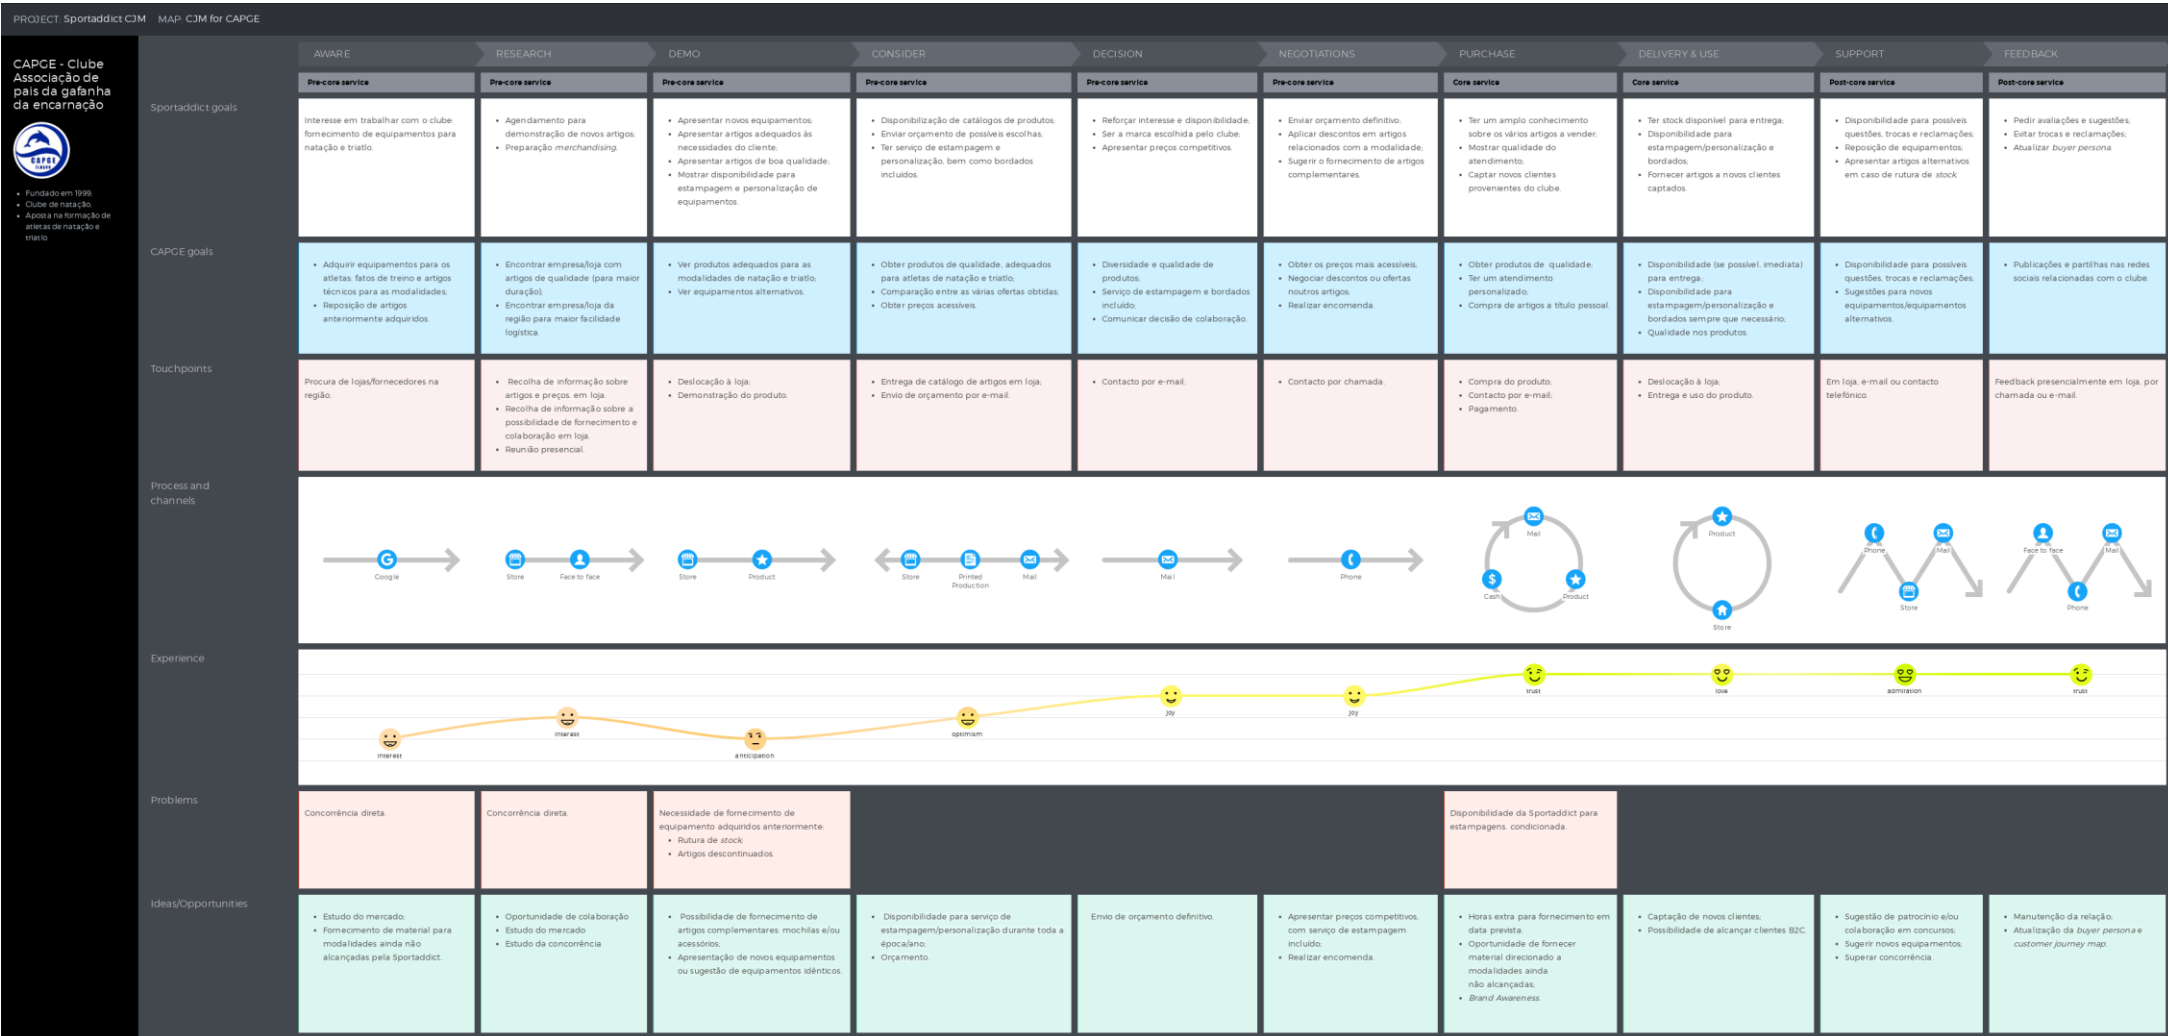 PROJECT: Sportaddict CJM MAP: CJM for CAPGE
CAPGE - Clube
Associação de
pais da gafanha
da encarnação
CAPGE
• Fundado em 1999.
• Clube de natação.
• Aposta na formação de
atletas de natação e
triatlo.
AWARE
RESEARCH
DEMO
CONSIDER
DECISION
NEGOTIATIONS
PURCHASE
DELIVERY & USE
SUPPORT
FEEDBACK
Pre-core service
Pre-core service
Pre-core service
Pre-core service
Pre-core service
Pre-core service
Core service
Core service
Post-core service
Post-core service
Sportaddict goals
Interesse em trabalhar com o clube:
fornecimento de equipamentos para
natação e triatlo.
• Agendamento para
demonstração de novos artigos;
• Preparação merchandising.
• Apresentar novos equipamentos;
• Apresentar artigos adequados às
necessidades do cliente;
• Apresentar artigos de boa qualidade;
• Mostrar disponibilidade para
estampagem e personalização de
equipamentos.
• Disponibilização de catálogos de produtos;
• Enviar orçamento de possíveis escolhas;
• Ter serviço de estampagem e
personalização, bem como bordados
incluídos.
• Reforçar interesse e disponibilidade;
• Ser a marca escolhida pelo clube;
• Apresentar preços competitivos.
• Enviar orçamento definitivo;
• Aplicar descontos em artigos
relacionados com a modalidade;
• Sugerir o fornecimento de artigos
complementares.
• Ter um amplo conhecimento
sobre os vários artigos a vender;
• Mostrar qualidade do
atendimento;
• Captar novos clientes
provenientes do clube.
• Ter stock disponível para entrega;
• Disponibilidade para
estampagem/personalização e
bordados;
• Fornecer artigos a novos clientes
captados.
• Disponibilidade para possíveis
questões, trocas e reclamações;
• Reposição de equipamentos;
• Apresentar artigos alternativos
em caso de rutura de stock.
• Pedir avaliações e sugestões;
• Evitar trocas e reclamações;
• Atualizar buyer persona.
CAPGE goals
• Adquirir equipamentos para os
atletas: fatos de treino e artigos
técnicos para as modalidades;
• Reposição de artigos
anteriormente adquiridos.
• Encontrar empresa/loja com
artigos de qualidade (para maior
duração);
• Encontrar empresa/loja da
região para maior facilidade
logística.
• Ver produtos adequados para as
modalidades de natação e triatlo;
• Ver equipamentos alternativos.
• Obter produtos de qualidade, adequados
para atletas de natação e triatlo;
• Comparação entre as várias ofertas obtidas;
• Obter preços acessíveis.
• Diversidade e qualidade de
produtos;
• Serviço de estampagem e bordados
incluído;
• Comunicar decisão de colaboração.
• Obter os preços mais acessíveis;
• Negociar descontos ou ofertas
noutros artigos;
• Realizar encomenda.
• Obter produtos de qualidade;
• Ter um atendimento
personalizado;
• Compra de artigos a título pessoal.
• Disponibilidade (se possível, imediata)
para entrega;
• Disponibilidade para
estampagem/personalização e
bordados sempre que necessário;
• Qualidade nos produtos.
• Disponibilidade para possíveis
questões, trocas e reclamações;
• Sugestões para novos
equipamentos/equipamentos
alternativos.
• Publicações e partilhas nas redes
sociais relacionadas com o clube.
Touchpoints
Procura de lojas/fornecedores na
região.
• Recolha de informação sobre
artigos e preços, em loja.
• Recolha de informação sobre a
possibilidade de fornecimento e
colaboração em loja.
• Reunião presencial.
• Deslocação à loja;
• Demonstração do produto.
• Entrega de catálogo de artigos em loja;
• Envio de orçamento por e-mail.
• Contacto por e-mail.
• Contacto por chamada.
• Compra do produto;
• Contacto por e-mail;
• Pagamento.
• Deslocação à loja;
• Entrega e uso do produto.
Em loja, e-mail ou contacto
telefónico.
Feedback presencialmente em loja, por
chamada ou e-mail.
Process and
channels
Google
Store
Face to face
Store
Product
Store
Printed
Production
Mail
Mail
Phone
Mail
Cash
Product
Product
Store
Phone
Mail
Store
Face to face
Mail
Phone
Experience
interest
interest
anticipation
optimism
joy
joy
trust
love
admiration
trust
Problems
Concorrência direta.
Concorrência direta.
Necessidade de fornecimento de
equipamento adquiridos anteriormente:
• Rutura de stock;
• Artigos descontinuados.
Disponibilidade da Sportaddict para
estampagens, condicionada.
Ideas/Opportunities
• Estudo do mercado;
• Fornecimento de material para
modalidades ainda não
alcançadas pela Sportaddict.
• Oportunidade de colaboração
• Estudo do mercado
• Estudo da concorrência
• Possibilidade de fornecimento de
artigos complementares: mochilas e/ou
acessórios;
• Apresentação de novos equipamentos
ou sugestão de equipamentos idênticos.
• Disponibilidade para serviço de
estampagem/personalização durante toda a
época/ano;
• Orçamento.
Envio de orçamento definitivo.
• Apresentar preços competitivos,
com serviço de estampagem
incluído;
• Realizar encomenda.
• Horas extra para fornecimento em
data prevista.
• Oportunidade de fornecer
material direcionado a
modalidades ainda
não alcançadas;
• Brand Awareness.
• Captação de novos clientes;
• Possibilidade de alcançar clientes B2C.
• Sugestão de patrocínio e/ou
colaboração em concursos;
• Sugerir novos equipamentos;
• Superar concorrência.
• Manutenção da relação;
• Atualização da buyer persona e
customer journey map.